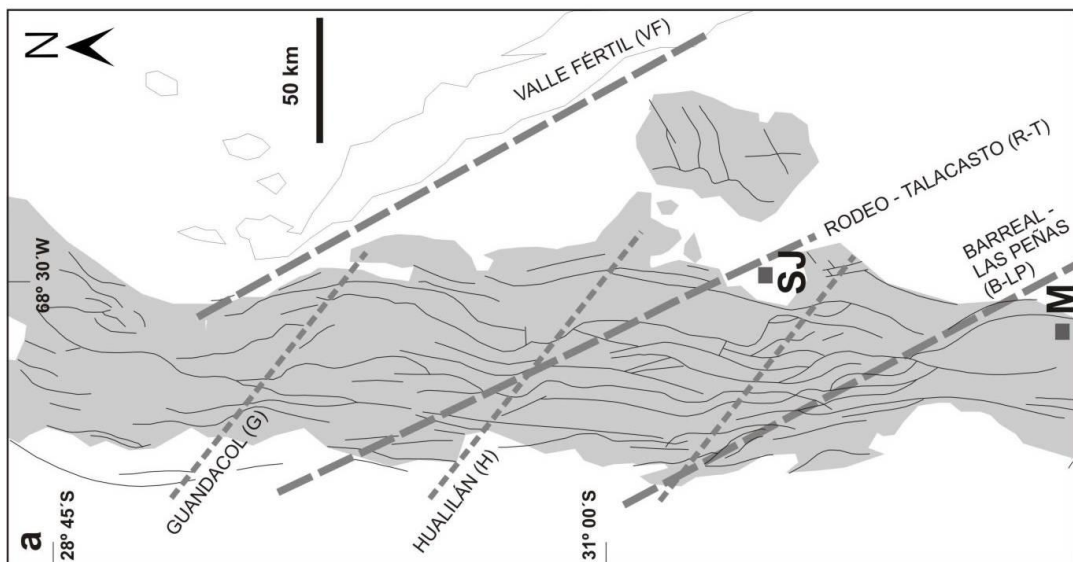 a
N
68° 30´W
28° 45´S
50 km
VALLE FÉRTIL (VF)
GUANDACOL (G)
HUALILÁN (H)
RODEO - TALACASTO (R-T)
31° 00´S
SJ
BARREAL -
LAS PEÑAS
(B-LP)
M